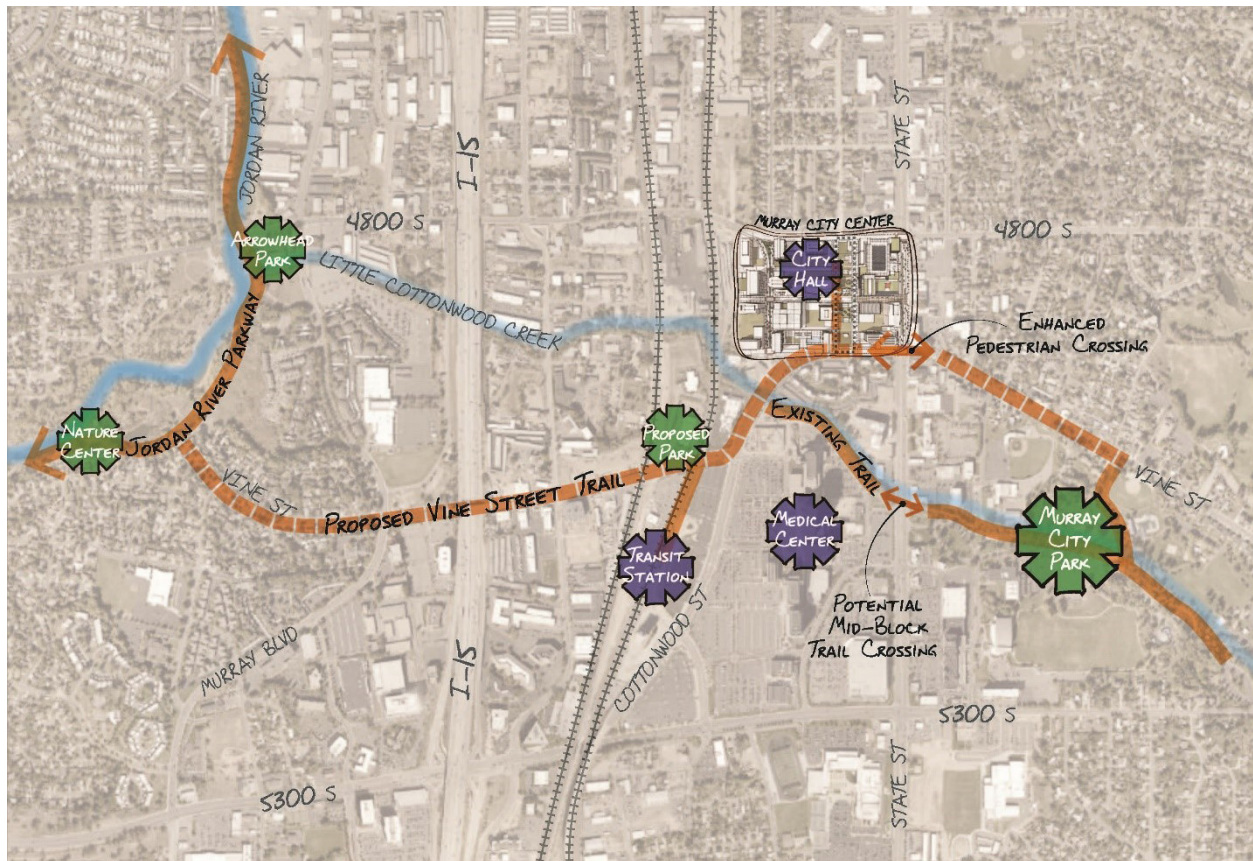 JORDAN RIVER
I-15
STATE ST
4800 S
MURRAY CITY CENTER
4800 S
ARROWHEAD
PARK
CITY
HALL
LITTLE COTTONWOOD CREEK
ENHANCED
PEDESTRIAN CROSSING
JORDAN RIVER PARKWAY
NATURE
CENTER
PROPOSED
PARK
EXISTING TRAIL
VINE ST
VINE ST
PROPOSED VINE STREET TRAIL
MEDICAL
CENTER
MURRAY
CITY
PARK
TRANSIT
STATION
COTTONWOOD ST
POTENTIAL
MID-BLOCK
TRAIL CROSSING
MURRAY BLVD
I-15
5300 S
5300 S
STATE ST